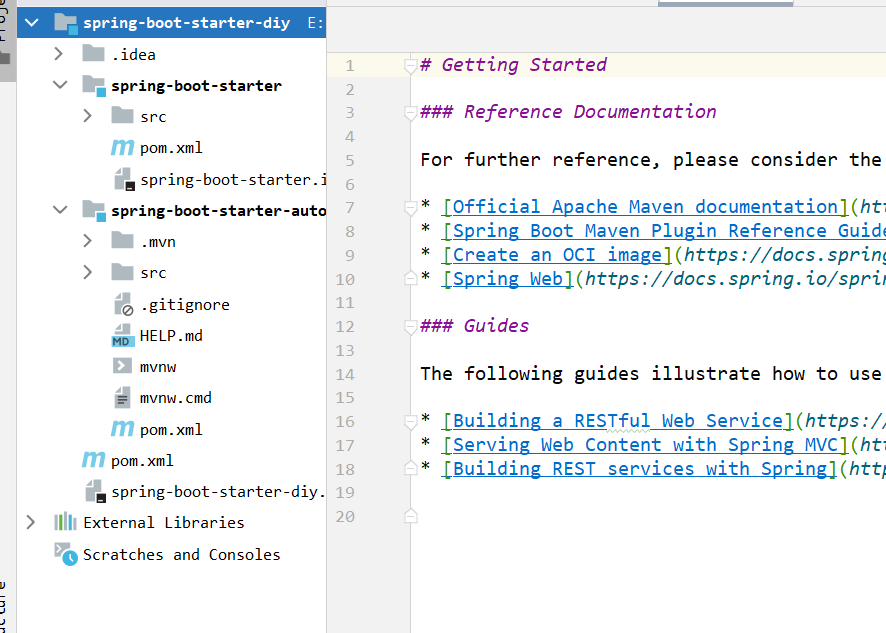 spring-boot-starter-diy E:
.idea
spring-boot-starter
src
pom.xml
spring-boot-starter.i
spring-boot-starter-auto
.mvn
src
.gitignore
MD HELP.md
mvnw
mvnw.cmd
pom.xml
pom.xml
spring-boot-starter-diy.
External Libraries
Scratches and Consoles
1 # Getting Started
2
3 ### Reference Documentation
4
5 For further reference, please consider the
6
7 * [Official Apache Maven documentation](htt
8 * [Spring Boot Maven Plugin Reference Guide
9 * [Create an OCI image](https://docs.spring
10 * [Spring Web](https://docs.spring.io/sprin
11
12 ### Guides
13
14 The following guides illustrate how to use
15
16 * [Building a RESTful Web Service](https://
17 * [Serving Web Content with Spring MVC](htt
18 * [Building REST services with Spring](http
19
20